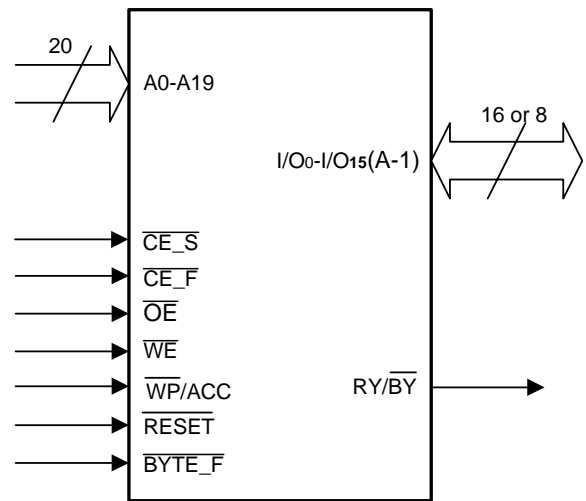 20
A0-A19
16 or 8
I/O0-I/O15(A-1)
CE_S
CE_F
OE
WE
WP/ACC
RY/BY
RESET
BYTE_F